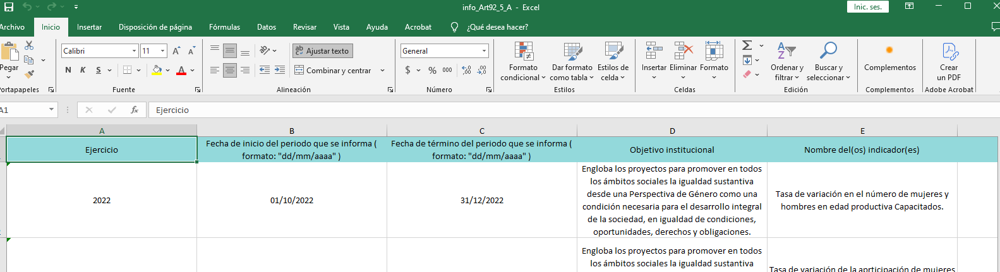 info_Art92_5_A - Excel
Inic. ses.
Archivo Inicio Insertar Disposición de página Fórmulas Datos Revisar Vista Ayuda Acrobat ¿Qué desea hacer?
Pegar
Calibri 11
N K S
Ajustar texto
Combinar y centrar
General
$ % 000
Formato condicional
Dar formato como tabla
Estilos de celda
Insertar Eliminar Formato
Ordenar y filtrar
Buscar y seleccionar
Complementos
Crear un PDF
Portapapeles Fuente Alineación Número Estilos Celdas Edición Complementos Adobe Acrobat
A1 fx Ejercicio
A B C D E
Ejercicio
Fecha de inicio del periodo que se informa (
formato: "dd/mm/aaaa" )
Fecha de término del periodo que se informa (
formato: "dd/mm/aaaa" )
Objetivo institucional
Nombre del(os) indicador(es)
2022
01/10/2022
31/12/2022
Engloba los proyectos para promover en todos
los ámbitos sociales la igualdad sustantiva
desde una Perspectiva de Género como una
condición necesaria para el desarrollo integral
de la sociedad, en igualdad de condiciones,
oportunidades, derechos y obligaciones.
Tasa de variación en el número de mujeres y
hombres en edad productiva Capacitados.
Engloba los proyectos para promover en todos
los ámbitos sociales la igualdad sustantiva
Tasa de variación de la aprticipación de mujeres